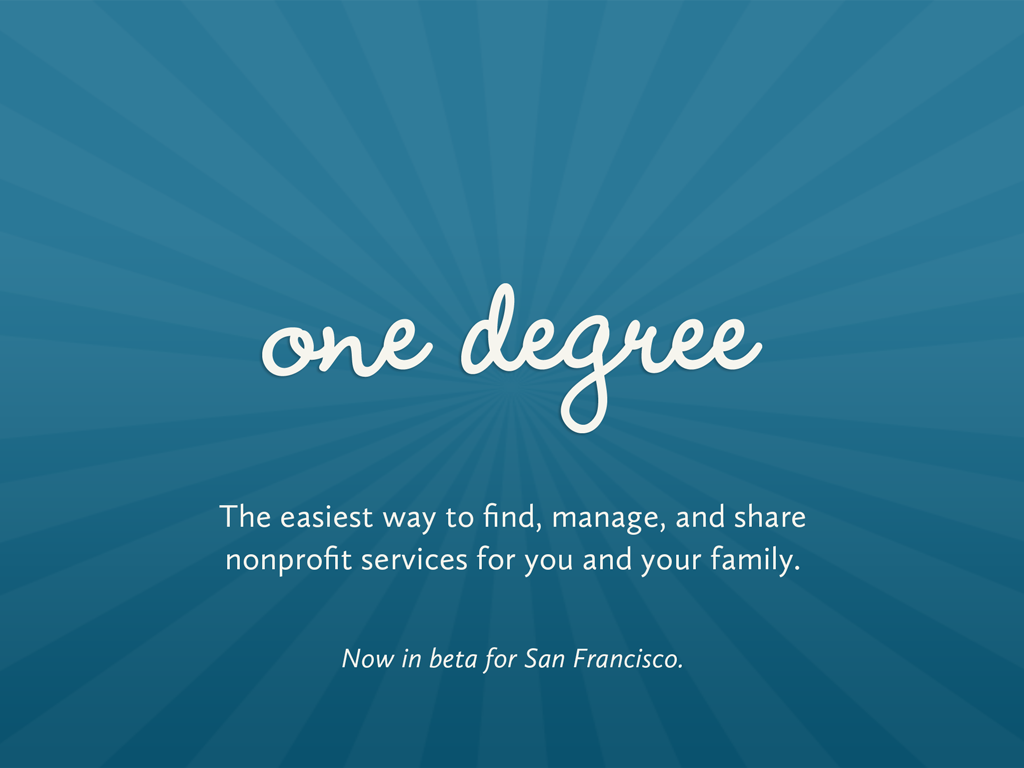 one degree
The easiest way to find, manage, and share
nonprofit services for you and your family.
Now in beta for San Francisco.